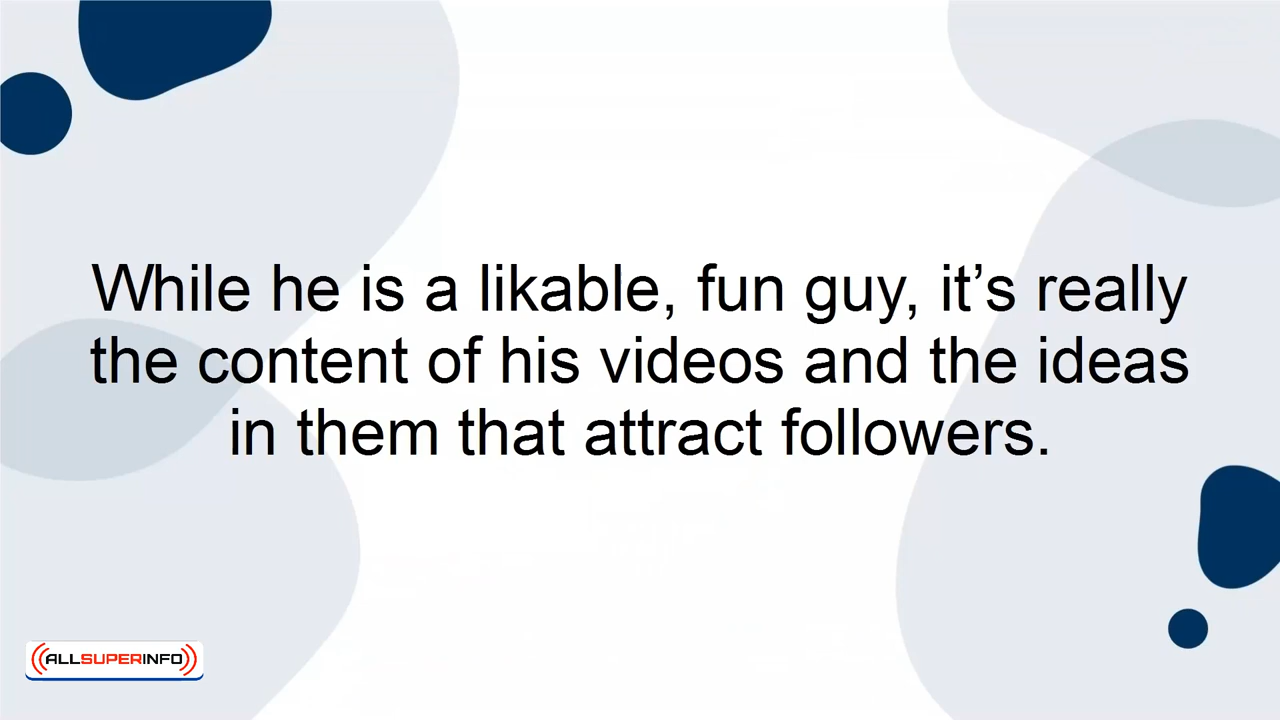 While he is a likable, fun guy, it’s really
the content of his videos and the ideas
in them that attract followers.
ALLSUPERINFO